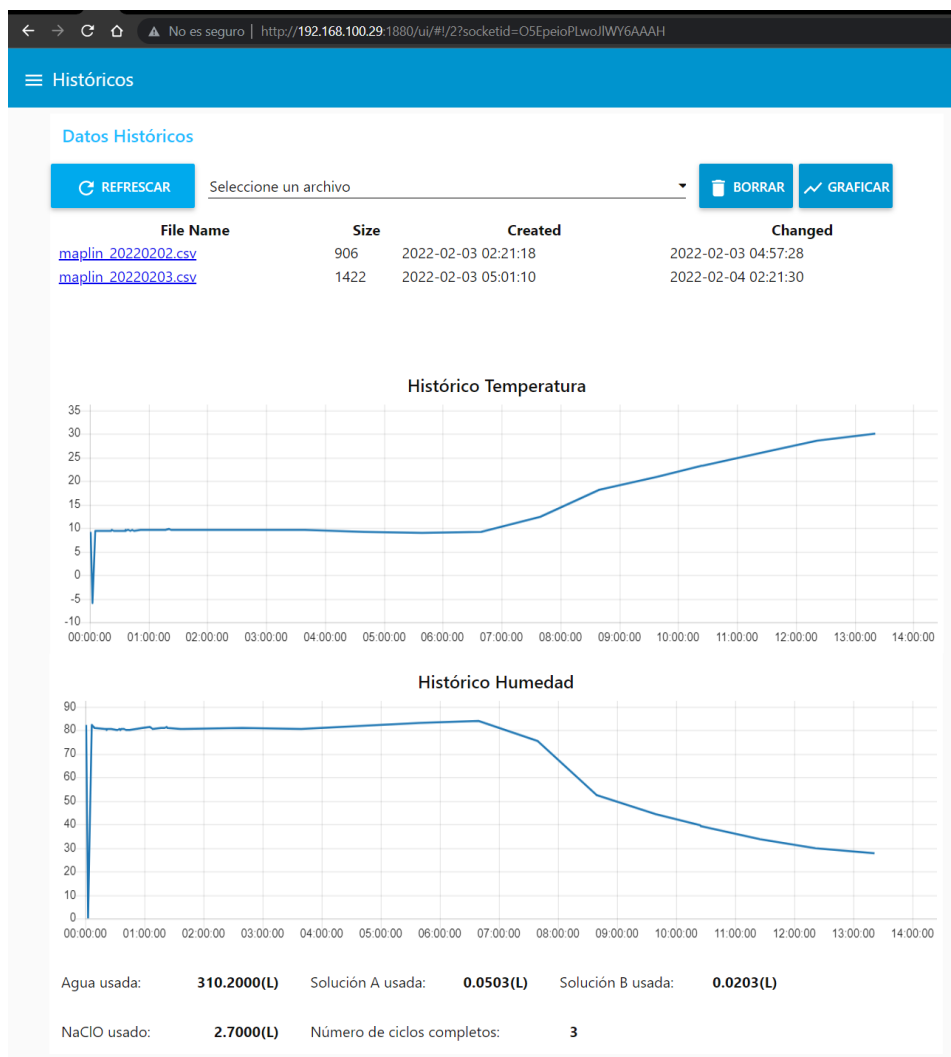 No es seguro | http://192.168.100.29:1880/ui/#!/2?socketid=O5EpeioPLwoJlWY6AAAH
Históricos
Datos Históricos
REFRESCAR Seleccione un archivo BORRAR GRAFICAR
File Name Size Created Changed
maplin_20220202.csv 906 2022-02-03 02:21:18 2022-02-03 04:57:28
maplin_20220203.csv 1422 2022-02-03 05:01:10 2022-02-04 02:21:30
Histórico Temperatura
35
30
25
20
15
10
5
0
-5
-10
00:00:00 01:00:00 02:00:00 03:00:00 04:00:00 05:00:00 06:00:00 07:00:00 08:00:00 09:00:00 10:00:00 11:00:00 12:00:00 13:00:00 14:00:00
Histórico Humedad
90
80
70
60
50
40
30
20
10
0
00:00:00 01:00:00 02:00:00 03:00:00 04:00:00 05:00:00 06:00:00 07:00:00 08:00:00 09:00:00 10:00:00 11:00:00 12:00:00 13:00:00 14:00:00
Agua usada: 310.2000(L) Solución A usada: 0.0503(L) Solución B usada: 0.0203(L)
NaClO usado: 2.7000(L) Número de ciclos completos: 3